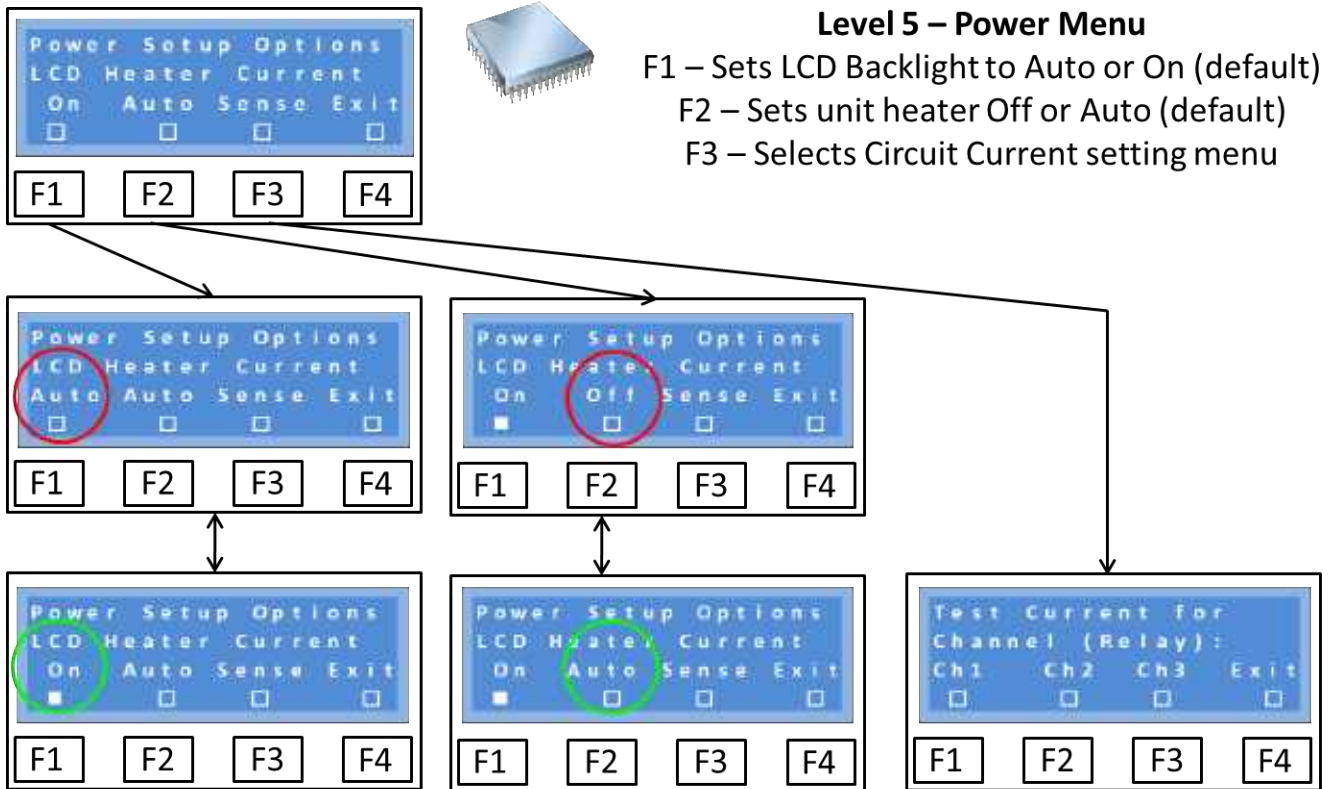 Power Setup Options
LCD Heater Current
On Auto Sense Exit
F1 F2 F3 F4
Level 5 – Power Menu
F1 – Sets LCD Backlight to Auto or On (default)
F2 – Sets unit heater Off or Auto (default)
F3 – Selects Circuit Current setting menu
Power Setup Options
LCD Heater Current
Auto Auto Sense Exit
F1 F2 F3 F4
Power Setup Options
LCD Heater Current
On Off Sense Exit
F1 F2 F3 F4
Power Setup Options
LCD Heater Current
On Auto Sense Exit
F1 F2 F3 F4
Power Setup Options
LCD Heater Current
On Auto Sense Exit
F1 F2 F3 F4
Test Current for
Channel (Relay):
Ch1 Ch2 Ch3 Exit
F1 F2 F3 F4